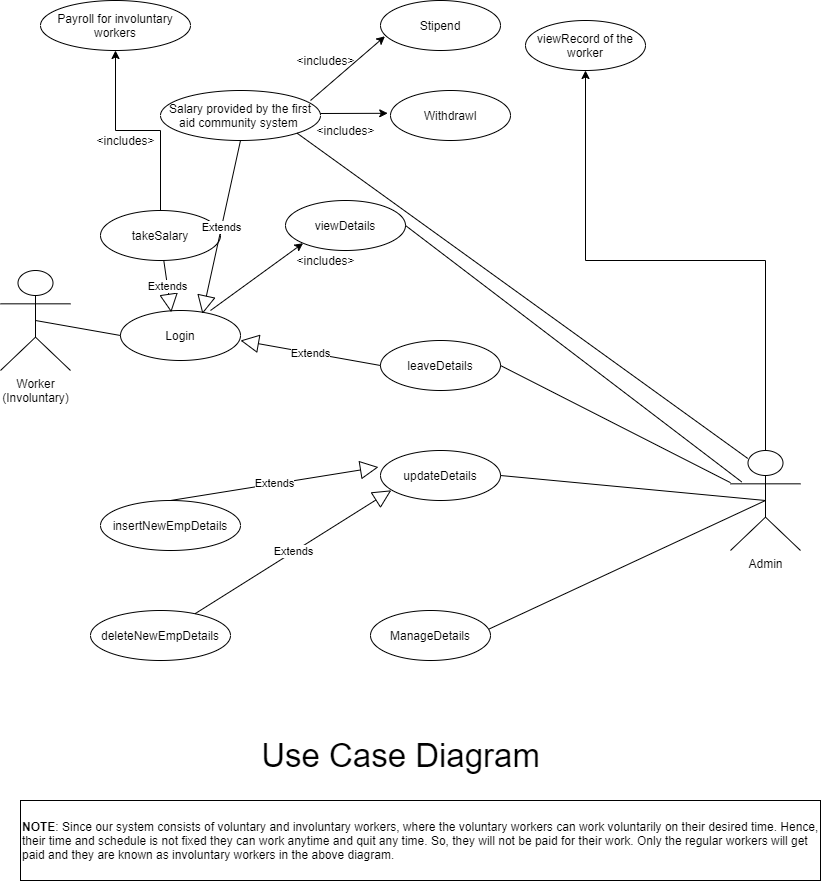 Payroll for involuntary
workers
Stipend
viewRecord of the
worker
<includes>
Salary provided by the first
aid community system
Withdrawl
<includes>
<includes>
takeSalary
Extends
viewDetails
<includes>
Extends
Login
Extends
leaveDetails
Worker
(Involuntary)
updateDetails
Extends
insertNewEmpDetails
Extends
Admin
deleteNewEmpDetails
ManageDetails
Use Case Diagram
NOTE: Since our system consists of voluntary and involuntary workers, where the voluntary workers can work voluntarily on their desired time. Hence,
their time and schedule is not fixed they can work anytime and quit any time. So, they will not be paid for their work. Only the regular workers will get
paid and they are known as involuntary workers in the above diagram.